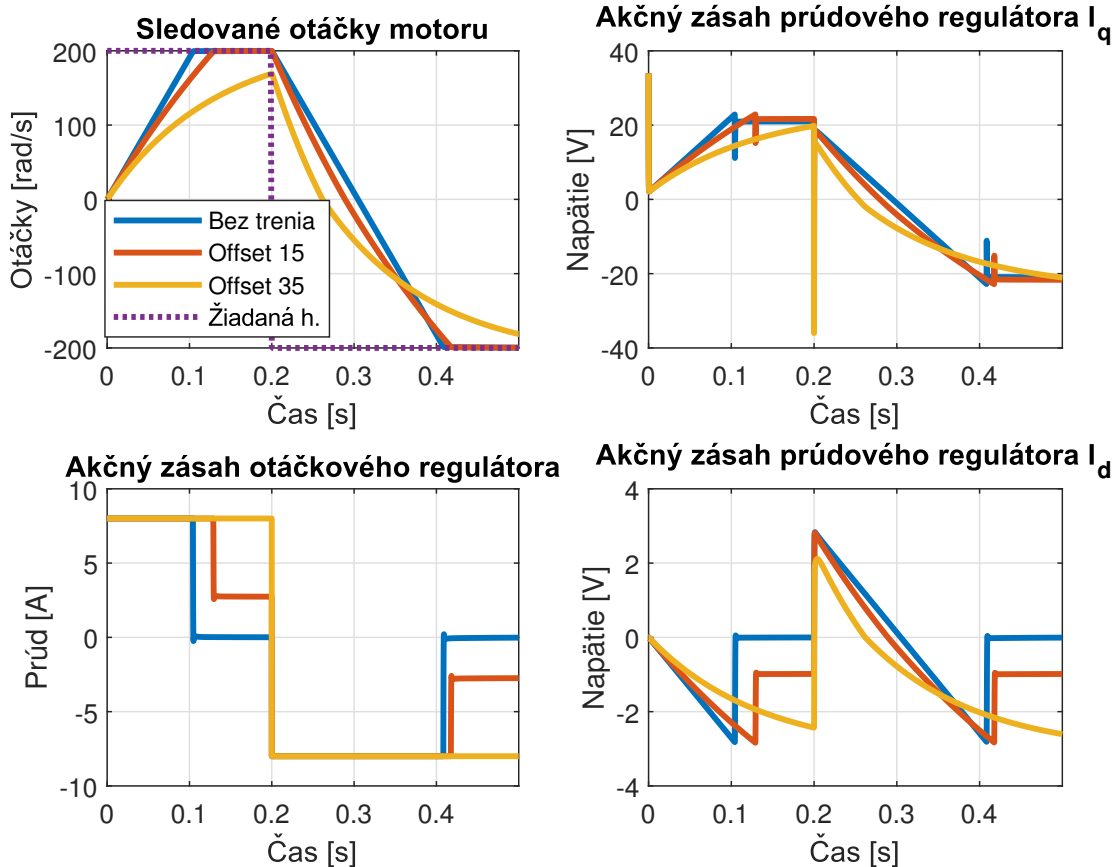 Sledované otáčky motoru
200
100
0
-100
-200
Otáčky [rad/s]
Bez trenia
Offset 15
Offset 35
Žiadaná h.
0 0.1 0.2 0.3 0.4
Čas [s]
Akčný zásah prúdového regulátora I_q
40
20
0
-20
-40
Napätie [V]
0 0.1 0.2 0.3 0.4
Čas [s]
Akčný zásah otáčkového regulátora
10
5
0
-5
-10
Prúd [A]
0 0.1 0.2 0.3 0.4
Čas [s]
Akčný zásah prúdového regulátora I_d
4
2
0
-2
-4
Napätie [V]
0 0.1 0.2 0.3 0.4
Čas [s]